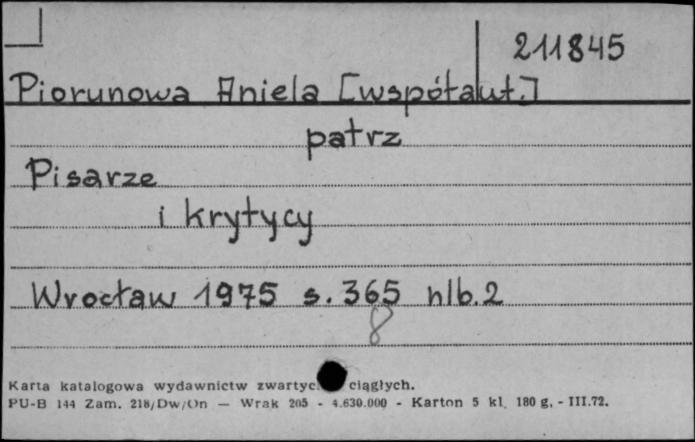 211845
Piorunowa Aniela [współaut.]
patrz
Pisarze
i krytycy
Wrocław 1975 s. 365 nlb. 2
8
Karta katalogowa wydawnictw ciągłych.
PU-B 144 Zam. 218/Dw/On — Wrak 205 - 4.630.000 - Karton 5 kl. 180 g. - III.72.